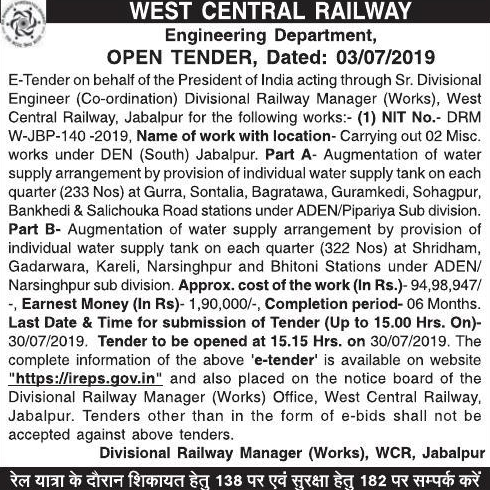 WEST CENTRAL RAILWAY
Engineering Department,
OPEN TENDER, Dated: 03/07/2019
E-Tender on behalf of the President of India acting through Sr. Divisional
Engineer (Co-ordination) Divisional Railway Manager (Works), West
Central Railway, Jabalpur for the following works:- (1) NIT No.- DRM
W-JBP-140 -2019, Name of work with location- Carrying out 02 Misc.
works under DEN (South) Jabalpur. Part A- Augmentation of water
supply arrangement by provision of individual water supply tank on each
quarter (233 Nos) at Gurra, Sontalia, Bagratawa, Guramkedi, Sohagpur,
Bankhedi & Salichouka Road stations under ADEN/Pipariya Sub division.
Part B- Augmentation of water supply arrangement by provision of
individual water supply tank on each quarter (322 Nos) at Shridham,
Gadarwara, Kareli, Narsinghpur and Bhitoni Stations under ADEN/
Narsinghpur sub division. Approx. cost of the work (In Rs.)- 94,98,947/
-, Earnest Money (In Rs)- 1,90,000/-, Completion period- 06 Months.
Last Date & Time for submission of Tender (Up to 15.00 Hrs. On)-
30/07/2019. Tender to be opened at 15.15 Hrs. on 30/07/2019. The
complete information of the above 'e-tender' is available on website
"https://ireps.gov.in" and also placed on the notice board of the
Divisional Railway Manager (Works) Office, West Central Railway,
Jabalpur. Tenders other than in the form of e-bids shall not be
accepted against above tenders.
Divisional Railway Manager (Works), WCR, Jabalpur
रेल यात्रा के दौरान शिकायत हेतु 138 पर एवं सुरक्षा हेतु 182 पर सम्पर्क करें